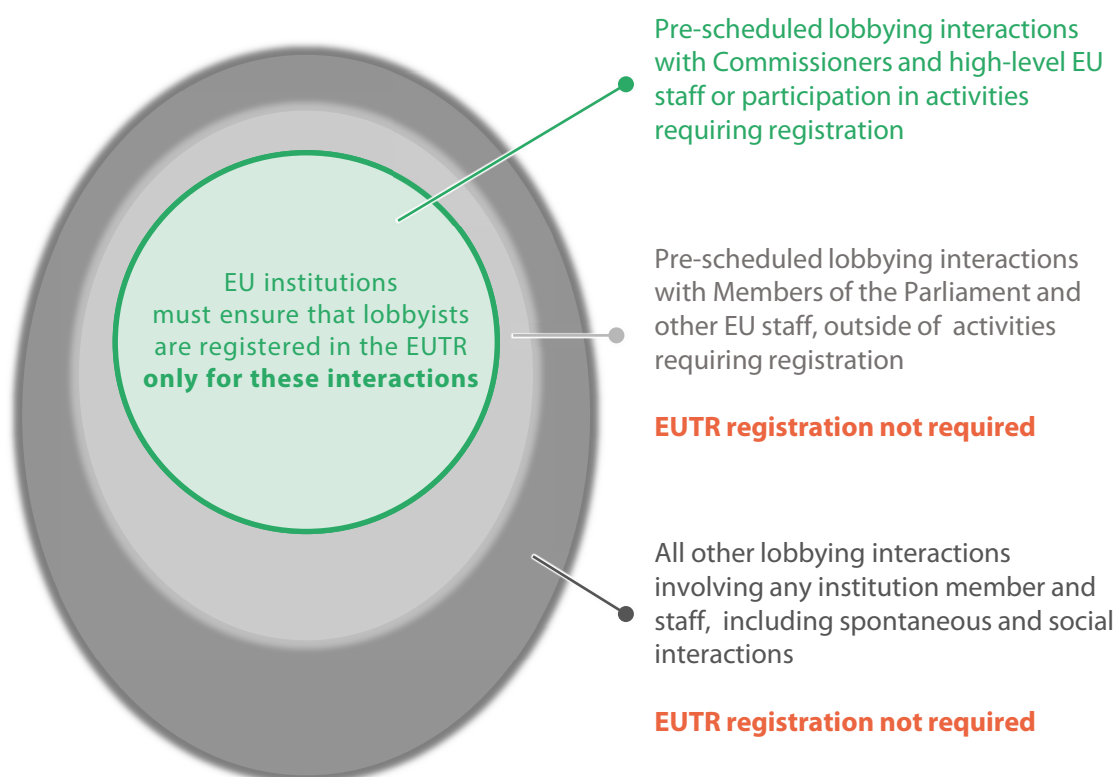 Pre-scheduled lobbying interactions
with Commissioners and high-level EU
staff or participation in activities
requiring registration
EU institutions
must ensure that lobbyists
are registered in the EUTR
only for these interactions
Pre-scheduled lobbying interactions
with Members of the Parliament and
other EU staff, outside of activities
requiring registration
EUTR registration not required
All other lobbying interactions
involving any institution member and
staff, including spontaneous and social
interactions
EUTR registration not required